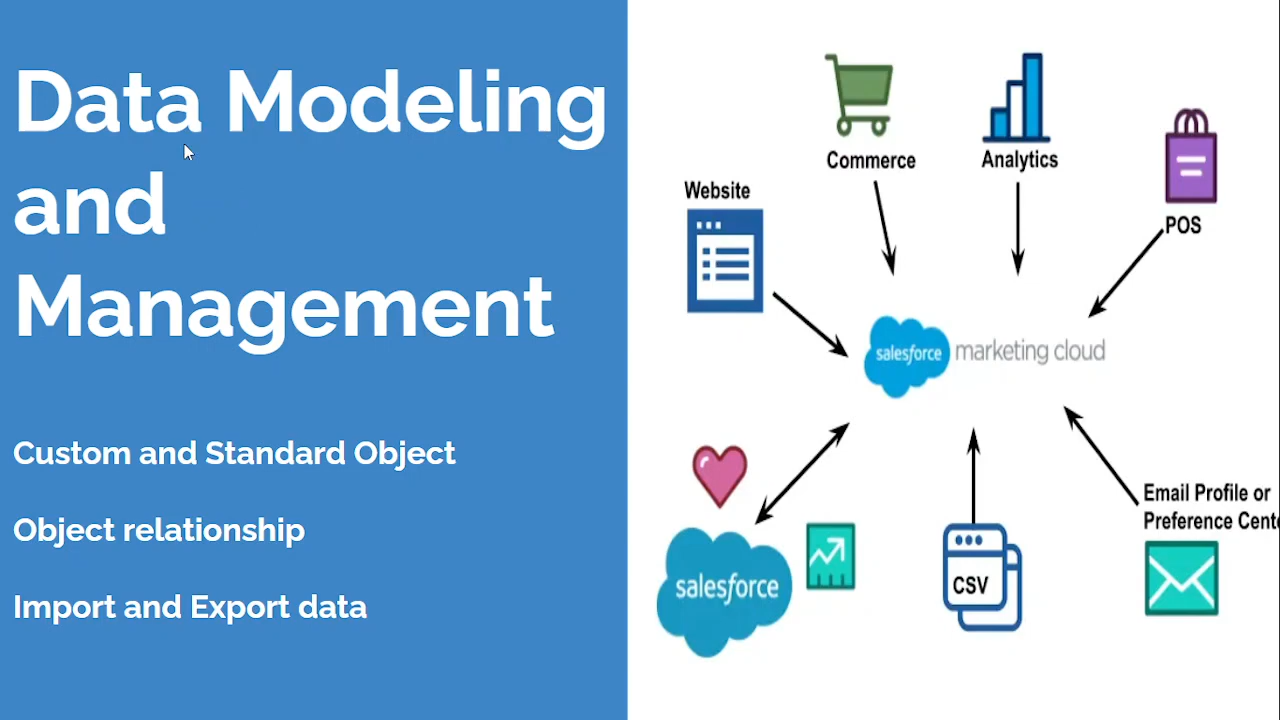 Data Modeling
and
Management
Custom and Standard Object
Object relationship
Import and Export data
Commerce
Analytics
Website
POS
salesforce marketing cloud
Email Profile or
Preference Cente
salesforce
CSV